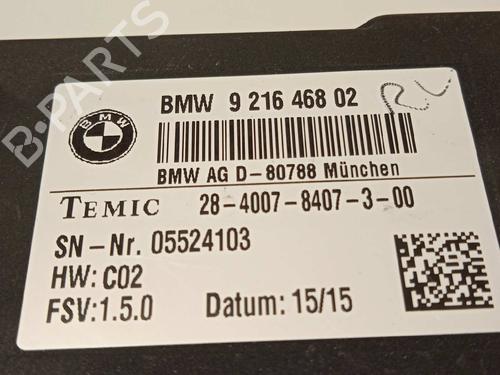 B-PARTS
BMW 9 216 468 02
BMW
BMW AG D-80788 München
TEMIC 28-4007-8407-3-00
SN-Nr. 05524103
HW: C02
FSV:1.5.0 Datum: 15/15